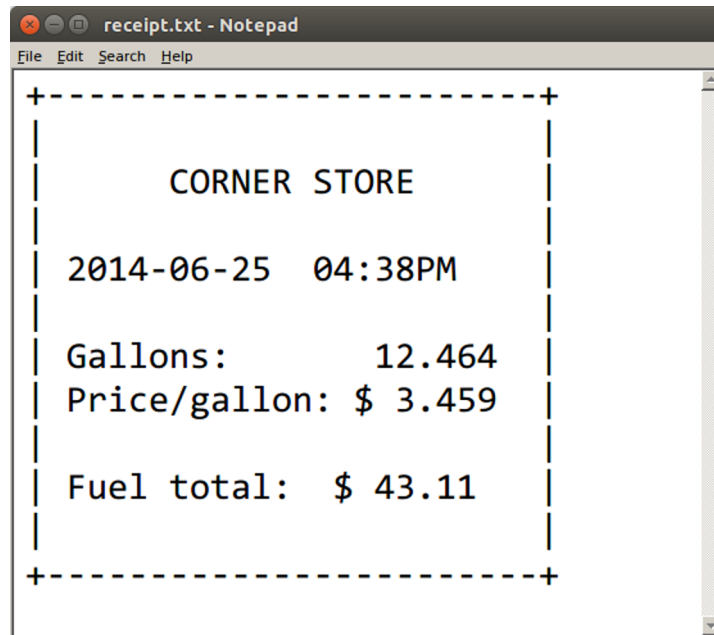 receipt.txt - Notepad
File Edit Search Help
+------------------------+
CORNER STORE
2014-06-25 04:38PM
Gallons: 12.464
Price/gallon: $ 3.459
Fuel total: $ 43.11
+------------------------+